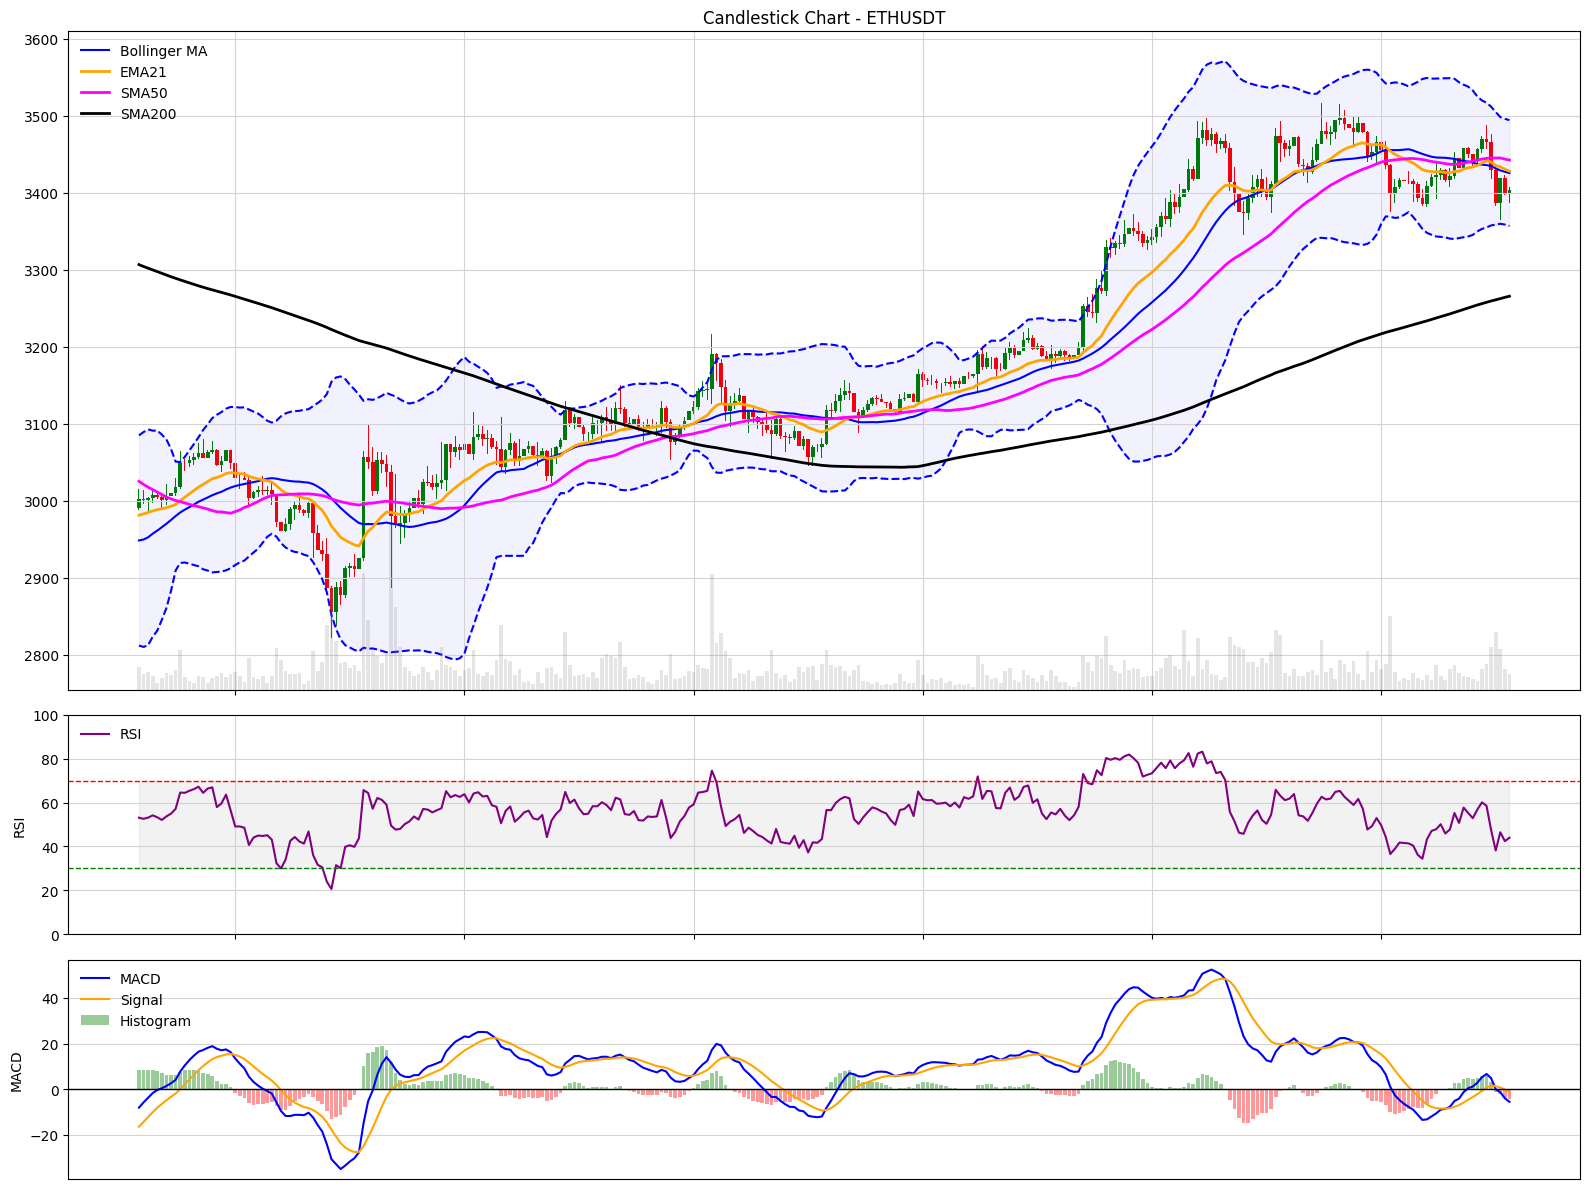 Candlestick Chart - ETHUSDT
3600
3500
3400
3300
3200
3100
3000
2900
2800
Bollinger MA
EMA21
SMA50
SMA200
100
80
60
40
20
0
RSI
RSI
40
20
0
−20
MACD
MACD
Signal
Histogram